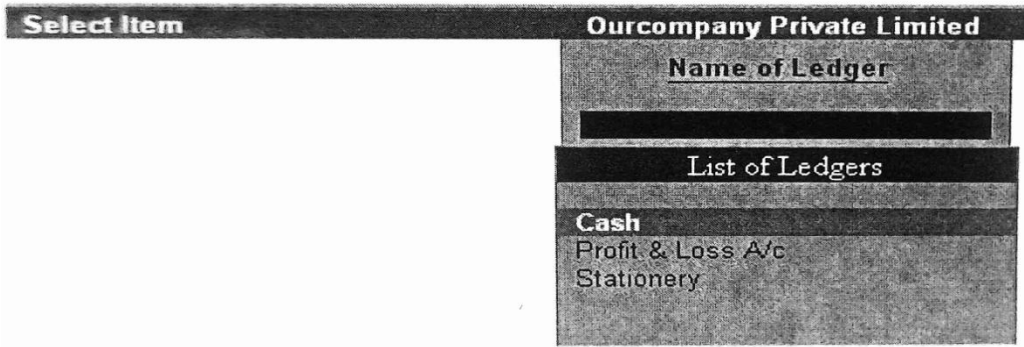 Select Item
Ourcompany Private Limited
Name of Ledger
List of Ledgers
Cash
Profit & Loss A/c
Stationery